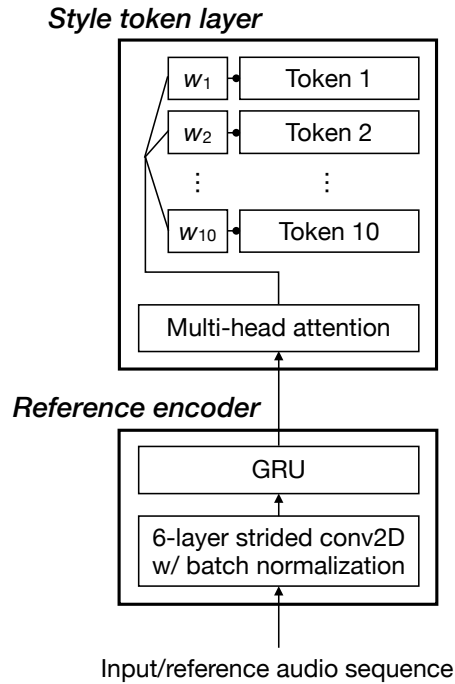 Style token layer
w1 Token 1
w2 Token 2
⋮ ⋮
w10 Token 10
Multi-head attention
Reference encoder
GRU
6-layer strided conv2D
w/ batch normalization
Input/reference audio sequence